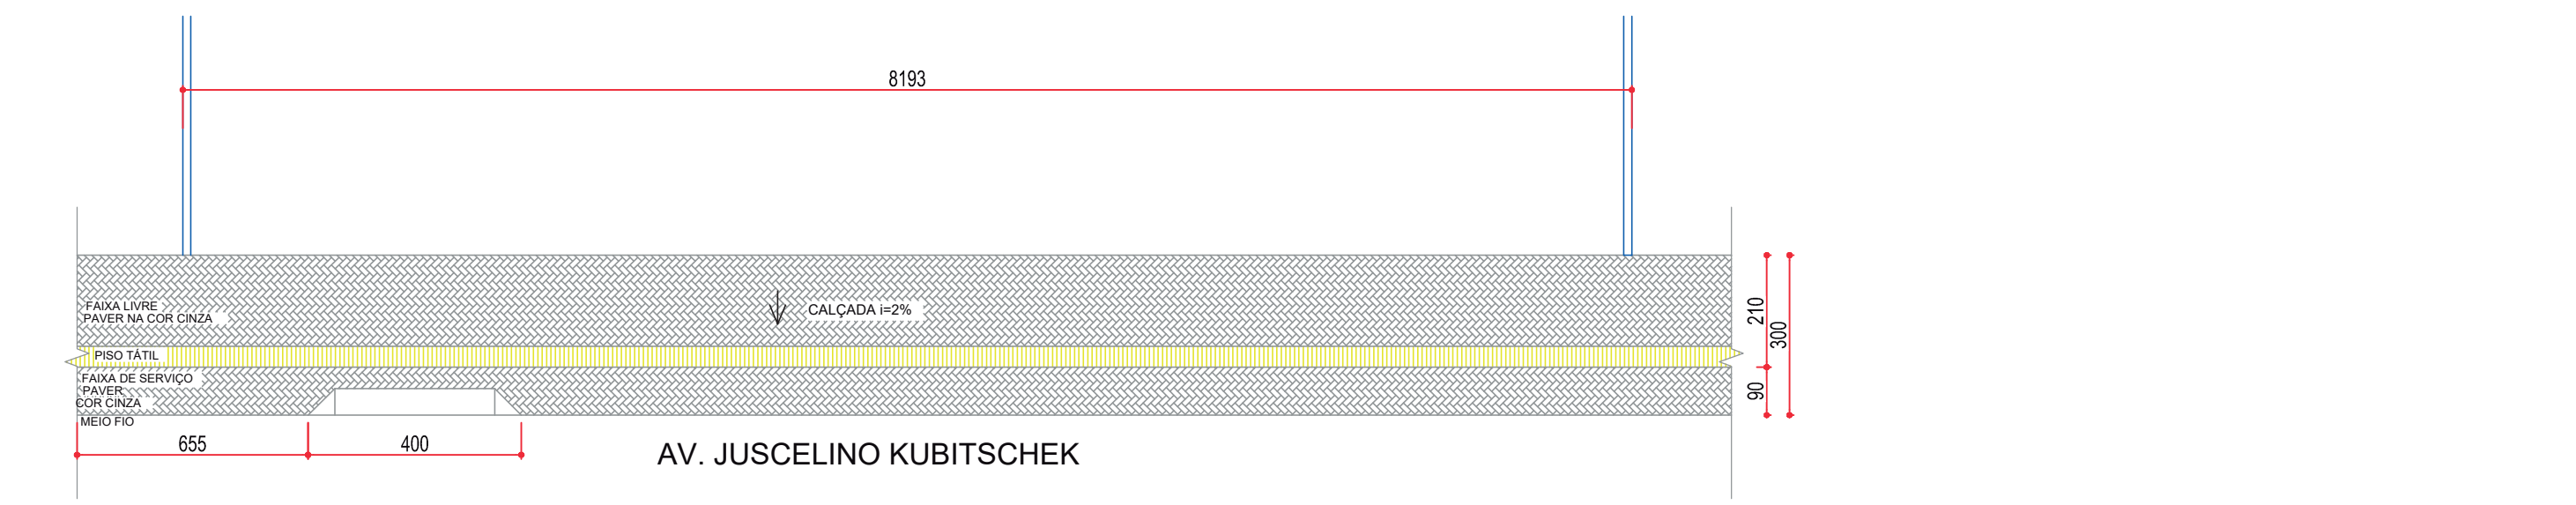 8193
FAIXA LIVRE
PAVER NA COR CINZA
CALÇADA i=2%
210
300
PISO TÁTIL
FAIXA DE SERVIÇO
PAVER
COR CINZA
90
MEIO FIO
655
400
AV. JUSCELINO KUBITSCHEK